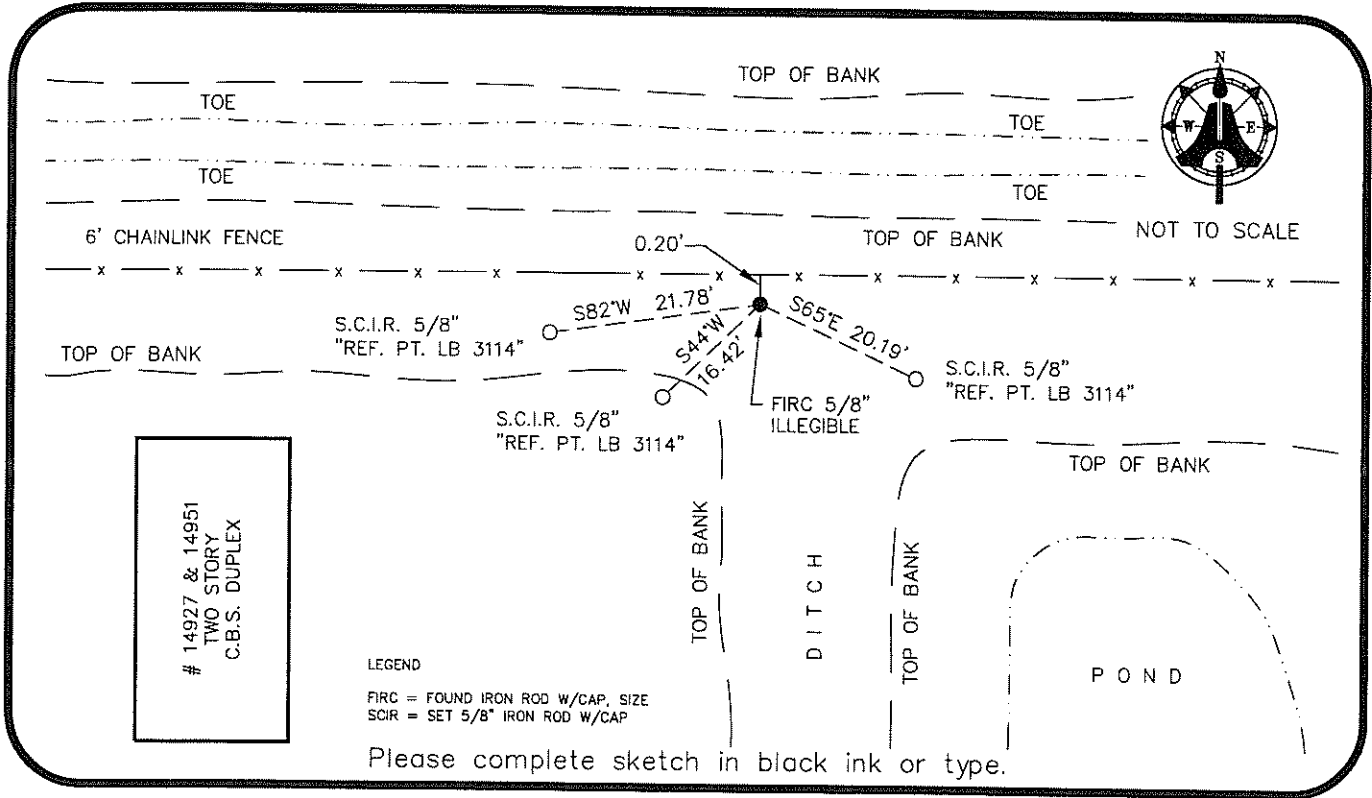 TOP OF BANK
N
TOE
TOE
W
E
S
TOE
TOE
6' CHAINLINK FENCE
0.20'
TOP OF BANK
NOT TO SCALE
x x x x x x x x x x x x x x x
S.C.I.R. 5/8"
"REF. PT. LB 3114"
S82°W 21.78'
S44°W
16.42'
S65°E 20.19'
TOP OF BANK
S.C.I.R. 5/8"
"REF. PT. LB 3114"
FIRC 5/8"
ILLEGIBLE
S.C.I.R. 5/8"
"REF. PT. LB 3114"
TOP OF BANK
# 14927 & 14951
TWO STORY
C.B.S. DUPLEX
TOP OF BANK
DITCH
TOP OF BANK
POND
LEGEND
FIRC = FOUND IRON ROD W/CAP, SIZE
SCIR = SET 5/8" IRON ROD W/CAP
Please complete sketch in black ink or type.